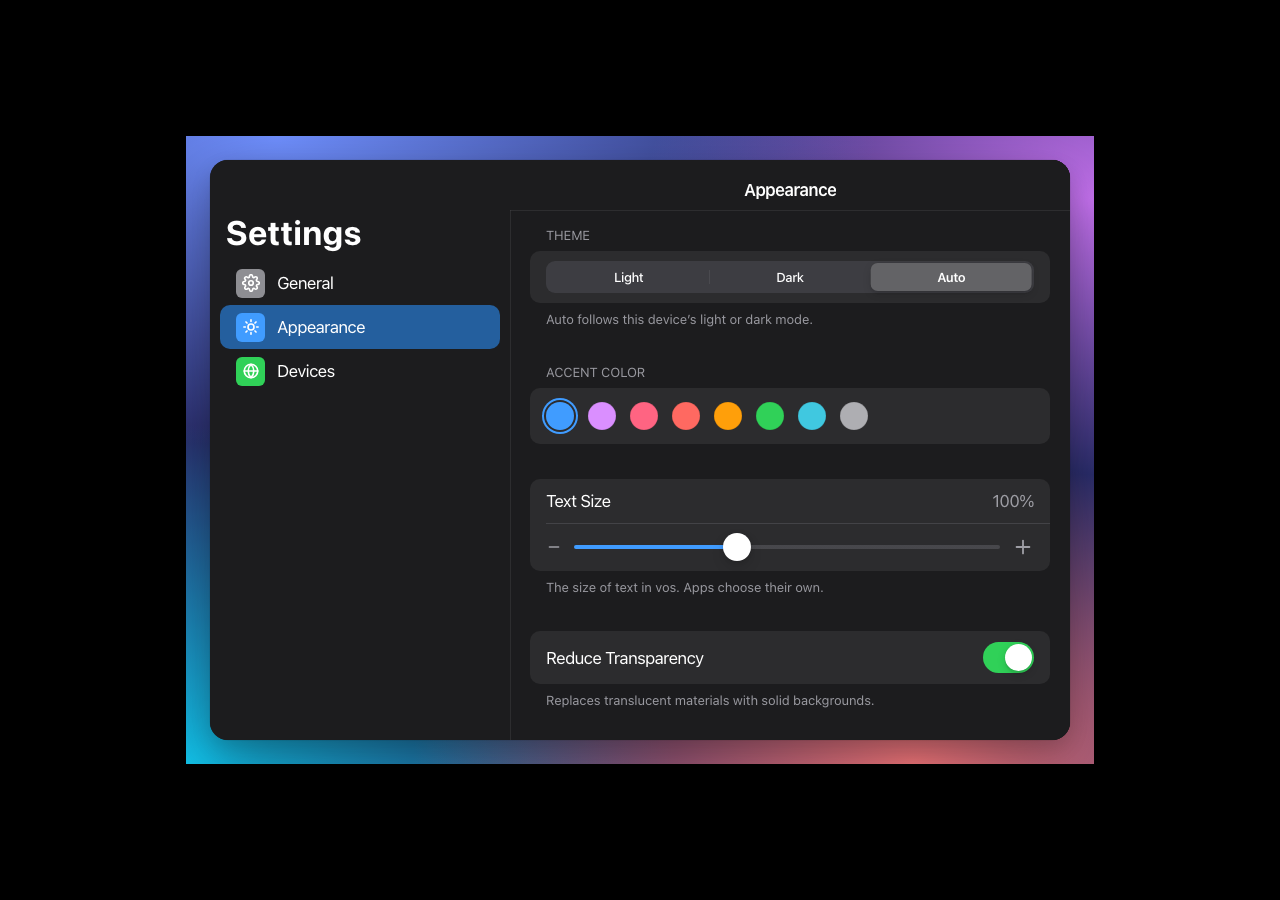 Appearance
Settings
General
Appearance
Devices
THEME
Light Dark Auto
Auto follows this device’s light or dark mode.
ACCENT COLOR
Text Size 100%
The size of text in vos. Apps choose their own.
Reduce Transparency
Replaces translucent materials with solid backgrounds.